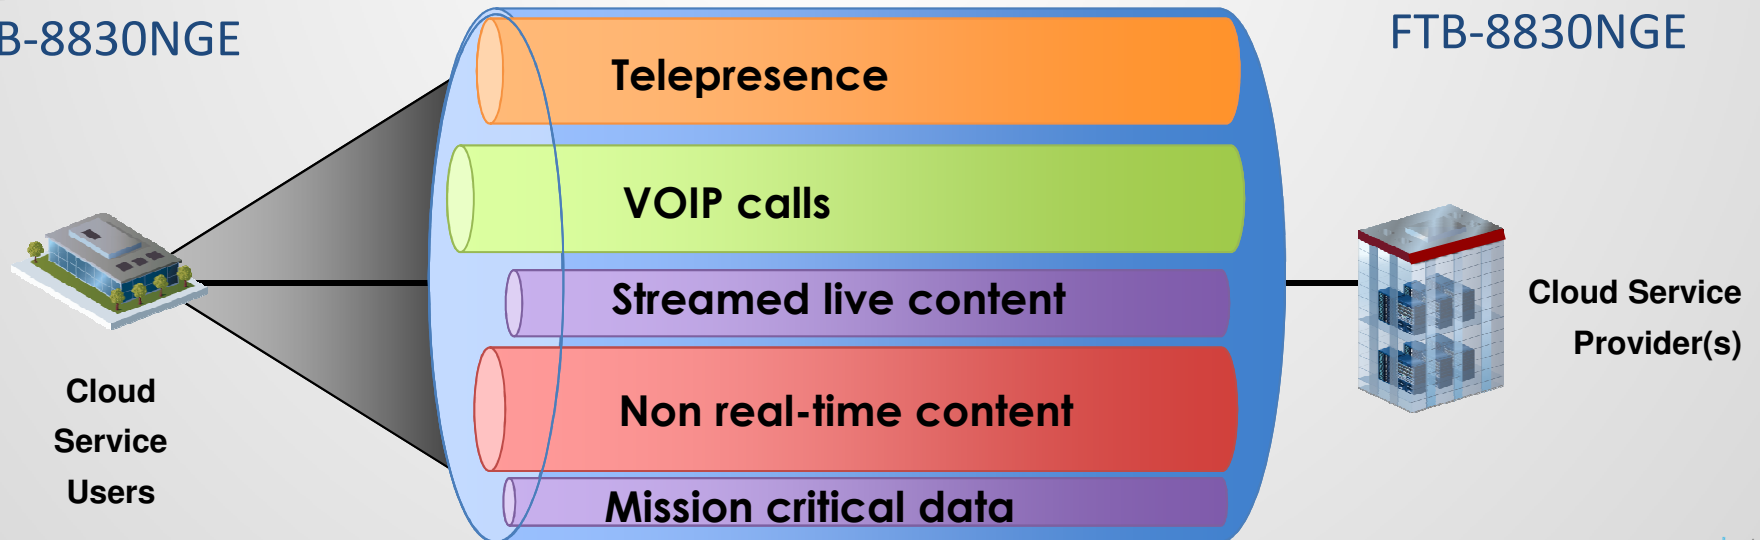 B-8830NGE
FTB-8830NGE
Telepresence
VOIP calls
Streamed live content
Non real-time content
Mission critical data
Cloud
Service
Users
Cloud Service
Provider(s)